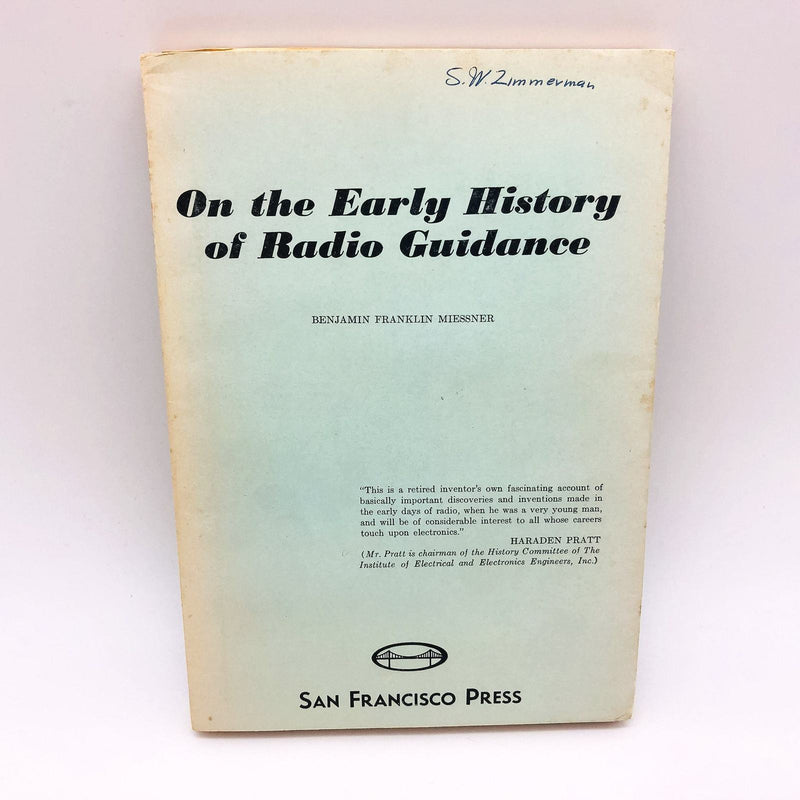 S. W. Zimmerman
On the Early History
of Radio Guidance
BENJAMIN FRANKLIN MIESSNER
"This is a retired inventor's own fascinating account of
basically important discoveries and inventions made in
the early days of radio, when he was a very young man,
and will be of considerable interest to all whose careers
touch upon electronics."
HARADEN PRATT
(Mr. Pratt is chairman of the History Committee of The
Institute of Electrical and Electronics Engineers, Inc.)
SAN FRANCISCO PRESS